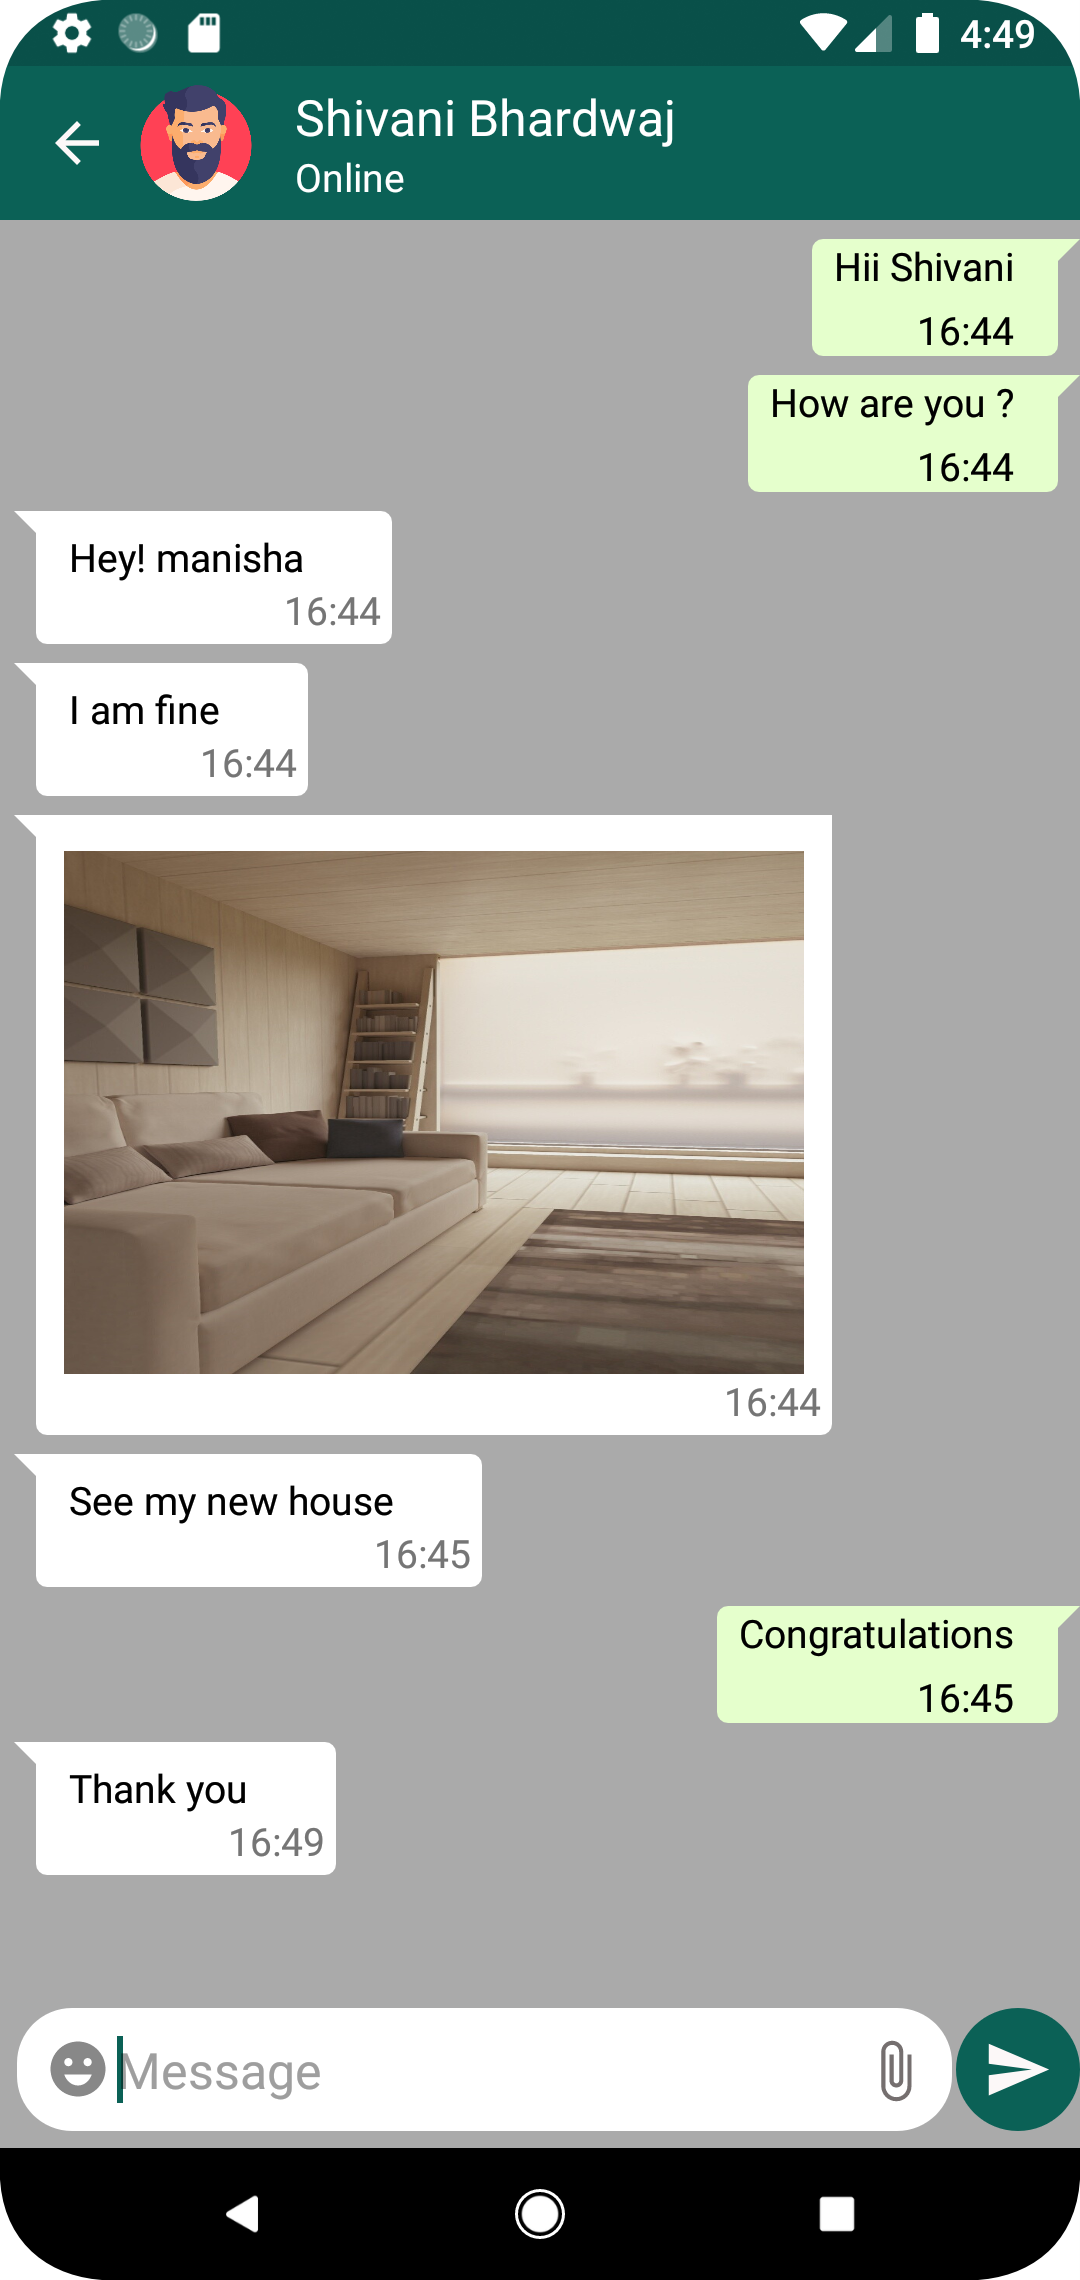 4:49
Shivani Bhardwaj
Online
Hii Shivani
16:44
How are you ?
16:44
Hey! manisha
16:44
I am fine
16:44
16:44
See my new house
16:45
Congratulations
16:45
Thank you
16:49
Message